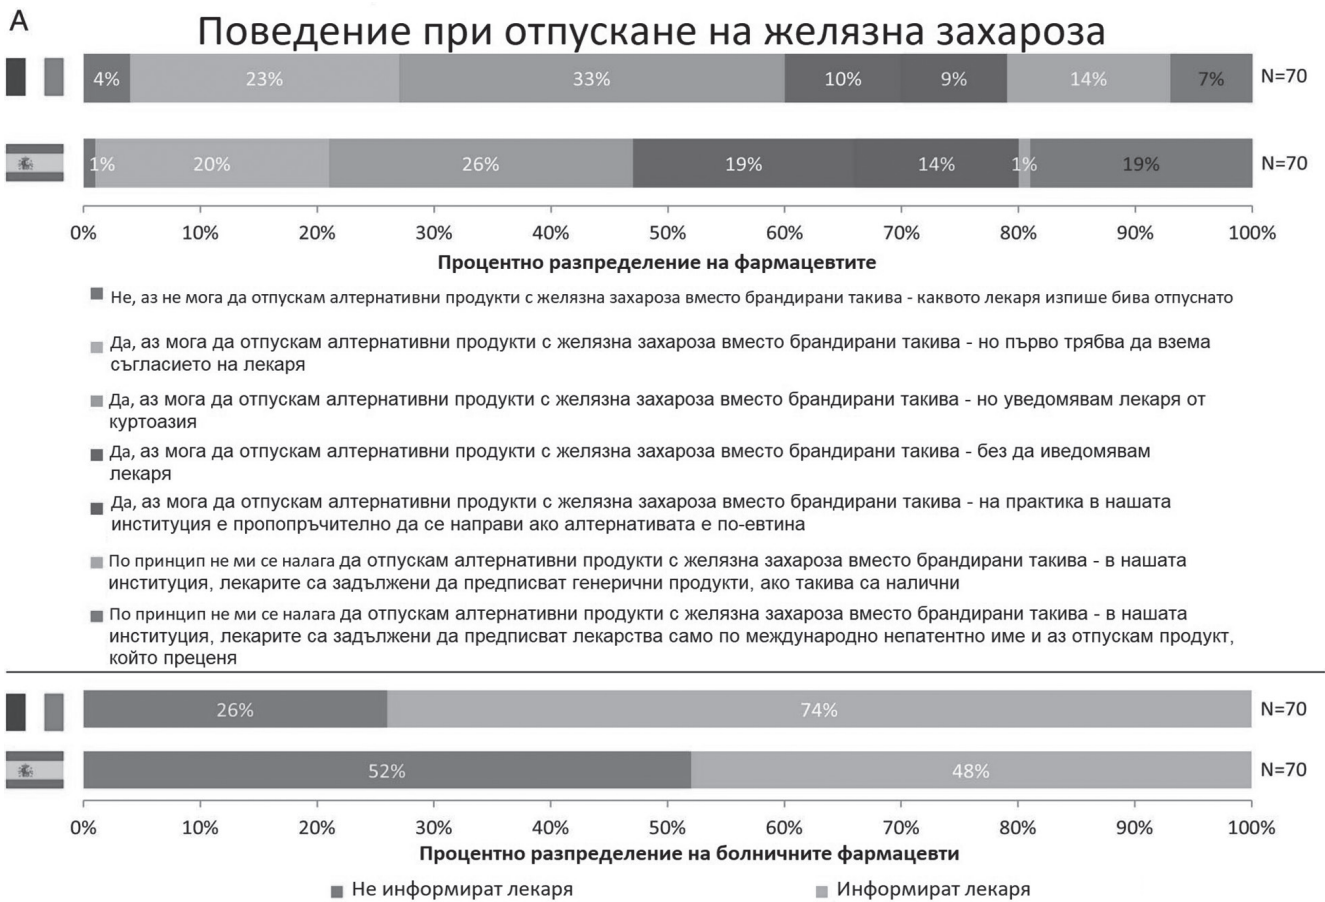 A
Поведение при отпускане на желязна захароза
4% 23% 33% 10% 9% 14% 7% N=70
1% 20% 26% 19% 14% 1% 19% N=70
0% 10% 20% 30% 40% 50% 60% 70% 80% 90% 100%
Процентно разпределение на фармацевтите
Не, аз не мога да отпускам алтернативни продукти с желязна захароза вместо брандирани такива - каквото лекаря изпише бива отпуснато
Да, аз мога да отпускам алтернативни продукти с желязна захароза вместо брандирани такива - но първо трябва да взема
съгласието на лекаря
Да, аз мога да отпускам алтернативни продукти с желязна захароза вместо брандирани такива - но уведомявам лекаря от
куртоазия
Да, аз мога да отпускам алтернативни продукти с желязна захароза вместо брандирани такива - без да иведомявам
лекаря
Да, аз мога да отпускам алтернативни продукти с желязна захароза вместо брандирани такива - на практика в нашата
институция е пропопръчително да се направи ако алтернативата е по-евтина
По принцип не ми се налага да отпускам алтернативни продукти с желязна захароза вместо брандирани такива - в нашата
институция, лекарите са задължени да предписват генерични продукти, ако такива са налични
По принцип не ми се налага да отпускам алтернативни продукти с желязна захароза вместо брандирани такива - в нашата
институция, лекарите са задължени да предписват лекарства само по международно непатентно име и аз отпускам продукт,
който преценя
26% 74% N=70
52% 48% N=70
0% 10% 20% 30% 40% 50% 60% 70% 80% 90% 100%
Процентно разпределение на болничните фармацевти
Не информират лекаря Информират лекаря